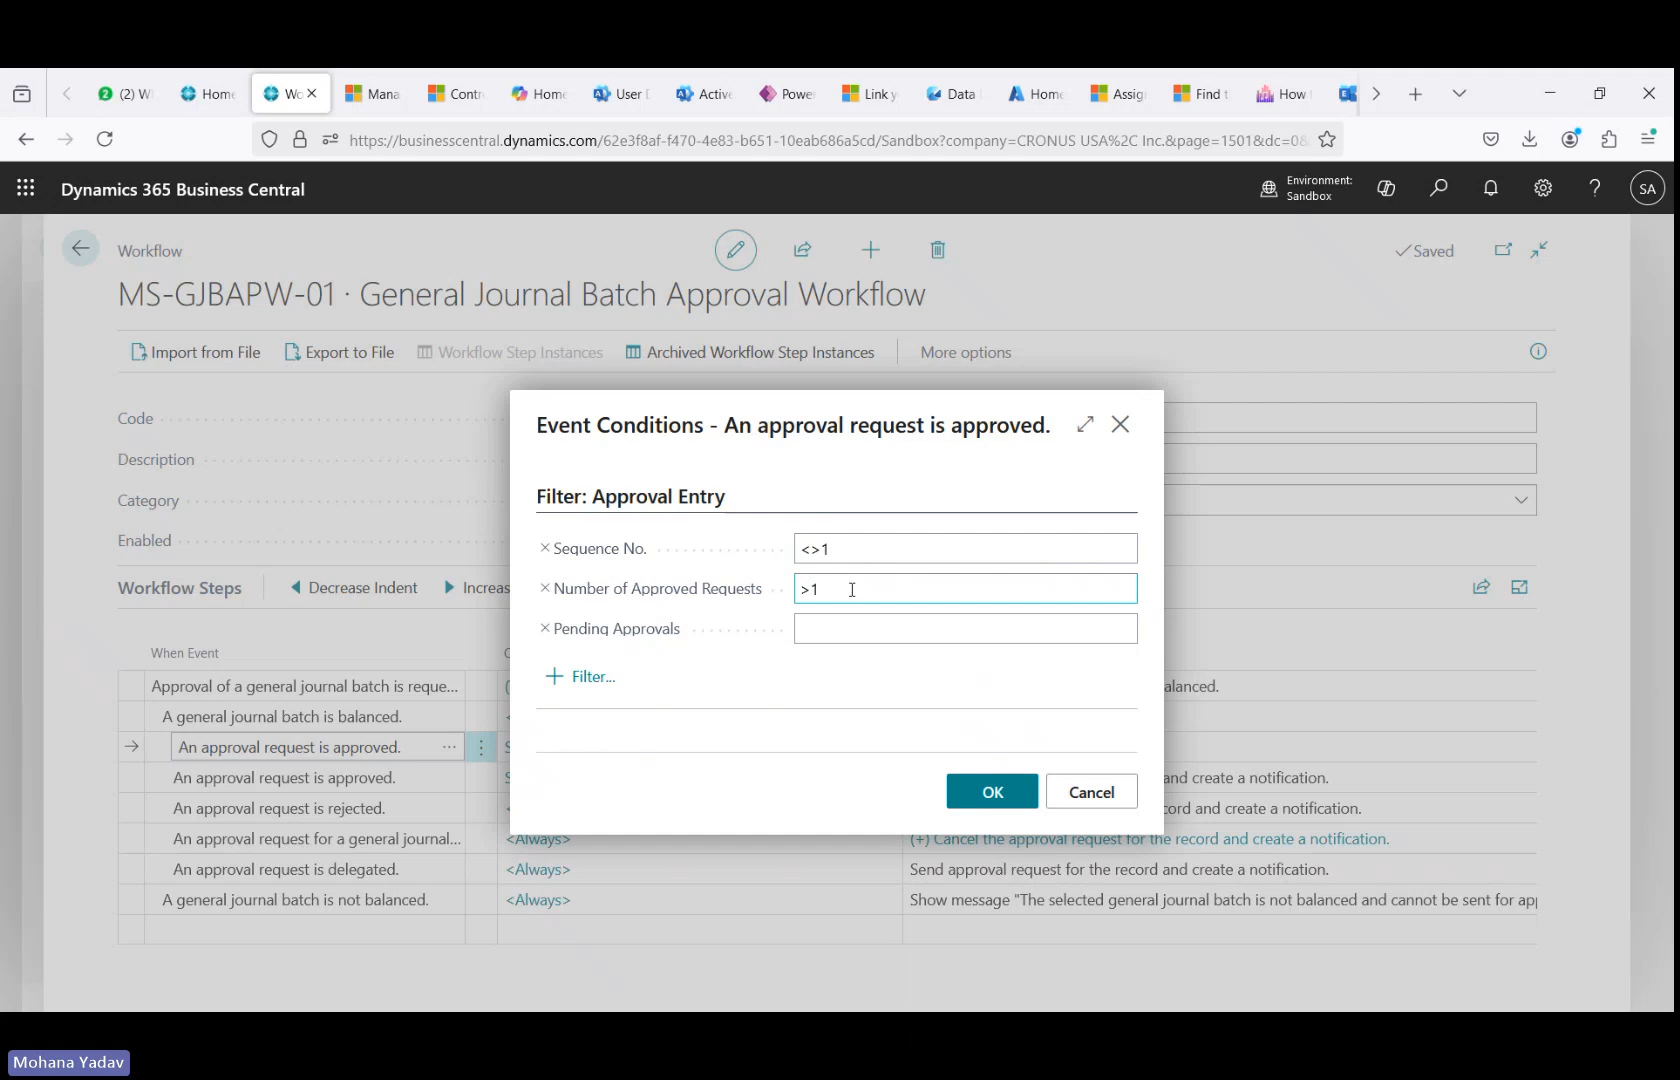 (2) W
Home
Wo
Mana
Contr
Home
User
Active
Powe
Link y
Data
Home
Assig
Find t
How
https://businesscentral.dynamics.com/62e3f8af-f470-4e83-b651-10eab686a5cd/Sandbox?company=CRONUS USA%2C Inc.&page=1501&dc=0&
Dynamics 365 Business Central
Environment:
Sandbox
SA
Workflow
Saved
MS-GJBAPW-01 · General Journal Batch Approval Workflow
Import from File
Export to File
Workflow Step Instances
Archived Workflow Step Instances
More options
Code
Description
Category
Enabled
Workflow Steps
Decrease Indent
Increas
When Event
Approval of a general journal batch is reque...
alanced.
A general journal batch is balanced.
An approval request is approved. ...
An approval request is approved.
and create a notification.
An approval request is rejected.
cord and create a notification.
An approval request for a general journal...
<Always>
(+) Cancel the approval request for the record and create a notification.
An approval request is delegated.
<Always>
Send approval request for the record and create a notification.
A general journal batch is not balanced.
<Always>
Show message "The selected general journal batch is not balanced and cannot be sent for ap
Event Conditions - An approval request is approved.
Filter: Approval Entry
Sequence No.
<>1
Number of Approved Requests
>1
Pending Approvals
+ Filter...
OK
Cancel
Mohana Yadav